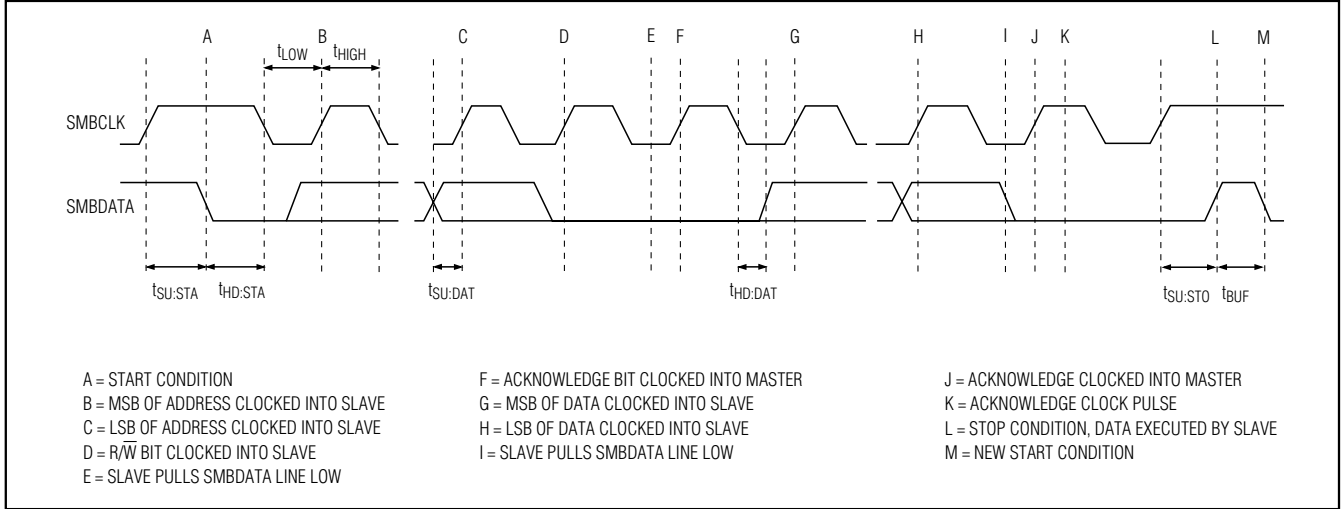 A B C D E F G H I J K L M
tLOW tHIGH
SMBCLK
SMBDATA
tSU:STA tHD:STA tSU:DAT tHD:DAT tSU:STO tBUF
A = START CONDITION
B = MSB OF ADDRESS CLOCKED INTO SLAVE
C = LSB OF ADDRESS CLOCKED INTO SLAVE
D = R/W̅ BIT CLOCKED INTO SLAVE
E = SLAVE PULLS SMBDATA LINE LOW
F = ACKNOWLEDGE BIT CLOCKED INTO MASTER
G = MSB OF DATA CLOCKED INTO SLAVE
H = LSB OF DATA CLOCKED INTO SLAVE
I = SLAVE PULLS SMBDATA LINE LOW
J = ACKNOWLEDGE CLOCKED INTO MASTER
K = ACKNOWLEDGE CLOCK PULSE
L = STOP CONDITION, DATA EXECUTED BY SLAVE
M = NEW START CONDITION